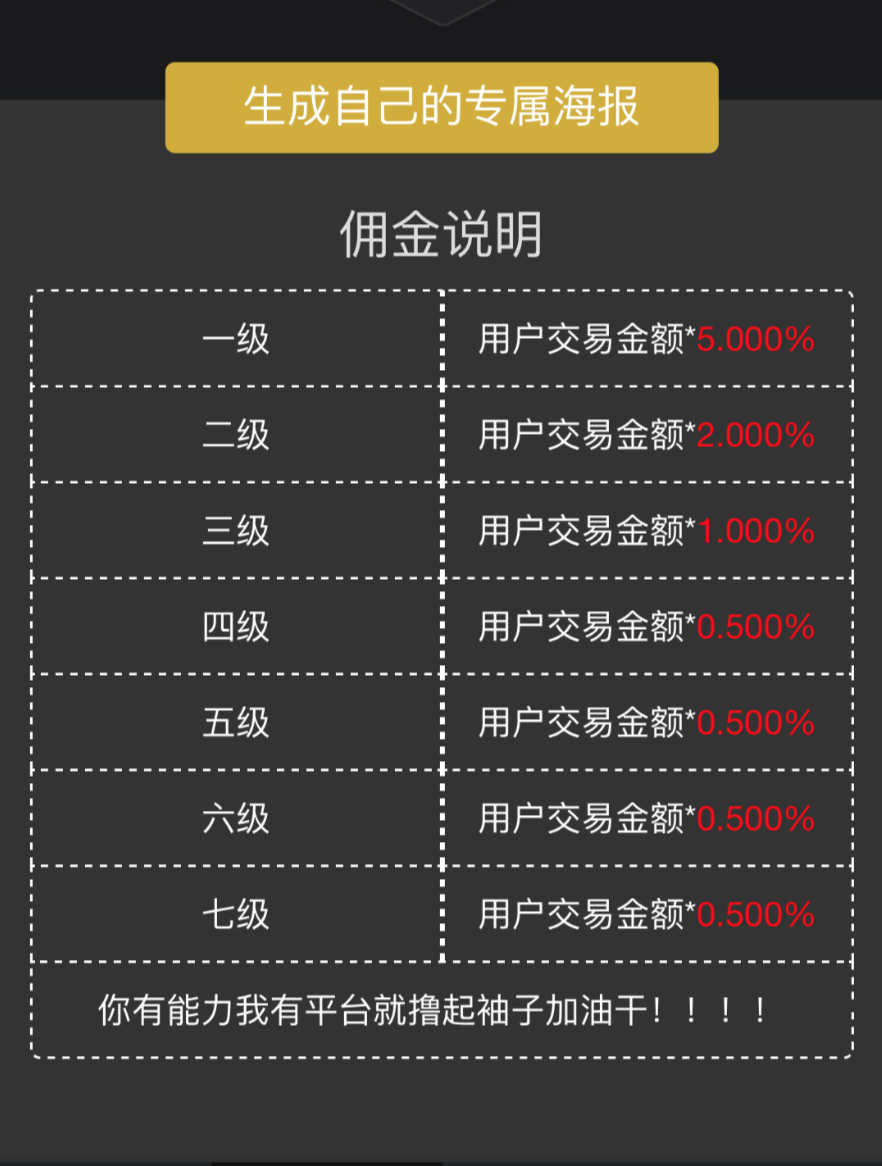 生成自己的专属海报
佣金说明
一级 用户交易金额*5.000%
二级 用户交易金额*2.000%
三级 用户交易金额*1.000%
四级 用户交易金额*0.500%
五级 用户交易金额*0.500%
六级 用户交易金额*0.500%
七级 用户交易金额*0.500%
你有能力我有平台就撸起袖子加油干！！！！